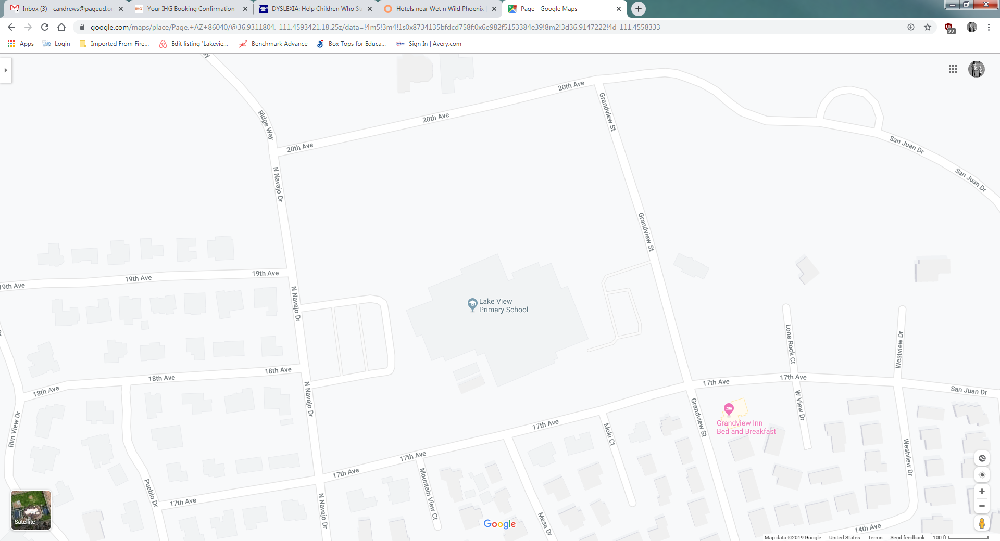 Inbox (3) - candrews@pageud.or
Your IHG Booking Confirmation
DYSLEXIA: Help Children Who St
Hotels near Wet n Wild Phoenix |
Page - Google Maps
google.com/maps/place/Page,+AZ+86040/@36.9311804,-111.4593421,18.25z/data=!4m5!3m4!1s0x8734135bfdcd758f:0x6e982f5153384e39!8m2!3d36.9147222!4d-111.4558333
22
Apps
Login
Imported From Fire...
Edit listing 'Lakevie...
Benchmark Advance
Box Tops for Educa...
Sign In | Avery.com
20th Ave
Grandview St
Ridge Way
20th Ave
20th Ave
San Juan Dr
N Navajo Dr
San Juan Dr
Grandview St
19th Ave
19th Ave
19th Ave
N Navajo Dr
Lake View
Primary School
Lone Rock Ct
Westview Dr
18th Ave
18th Ave
18th Ave
17th Ave
17th Ave
San Juan Dr
N Navajo Dr
W View Dr
Grandview St
Grandview Inn
Bed and Breakfast
Rim View Dr
17th Ave
Moki Ct
Westview Dr
17th Ave
17th Ave
Mountain View Ct
Pueblo Dr
17th Ave
N Navajo Dr
Mesa Dr
14th Ave
Satellite
Google
Map data ©2019 Google
United States
Terms
Send feedback
100 ft